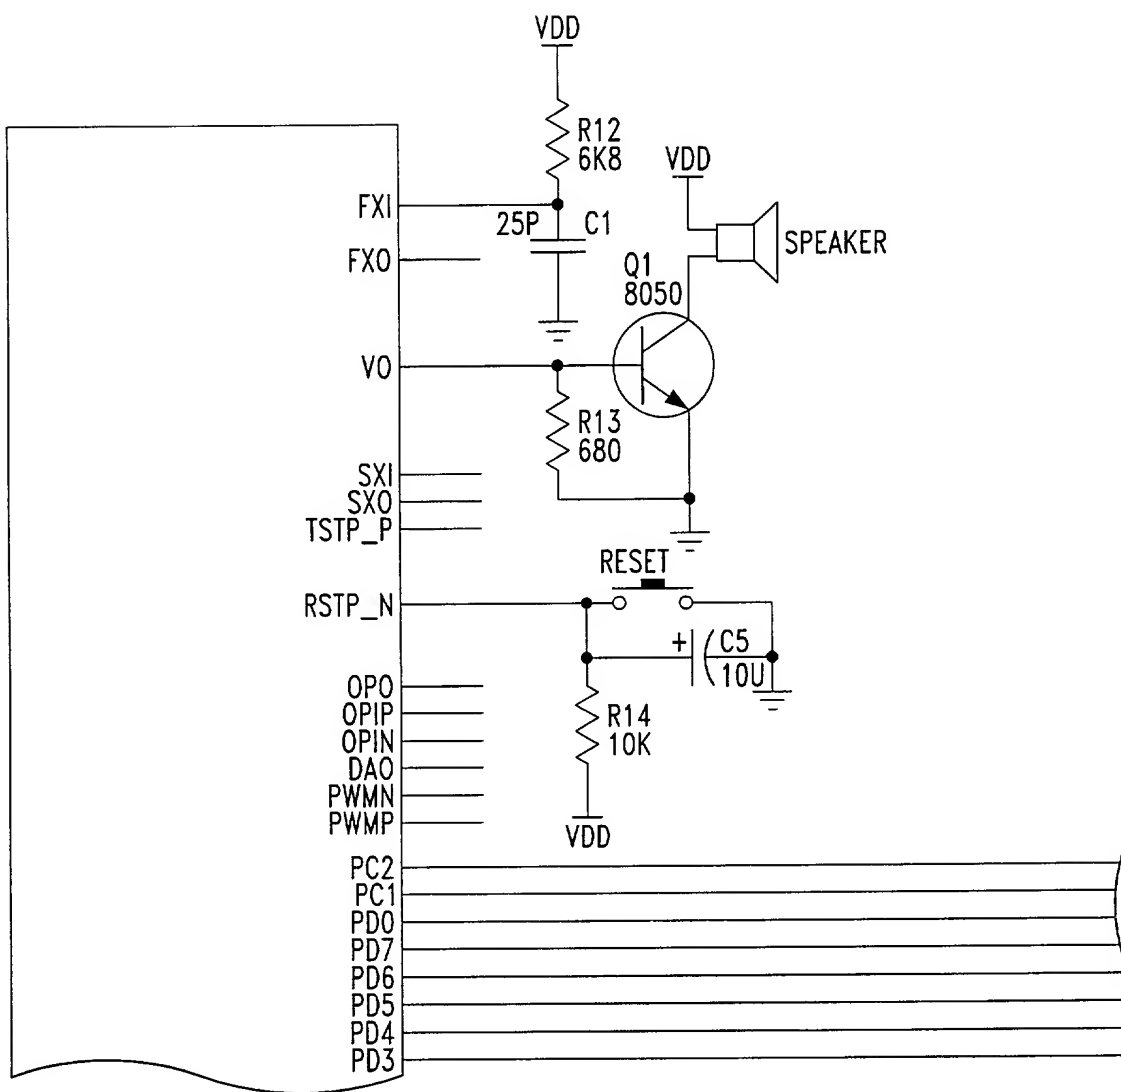 VDD
R12
6K8
VDD
FXI
25P
C1
SPEAKER
FXO
Q1
8050
VO
R13
680
SXI
SXO
TSTP_P
RESET
RSTP_N
+
C5
10U
OPO
OPIP
R14
OPIN
10K
DAO
PWMN
PWMP
VDD
PC2
PC1
PD0
PD7
PD6
PD5
PD4
PD3